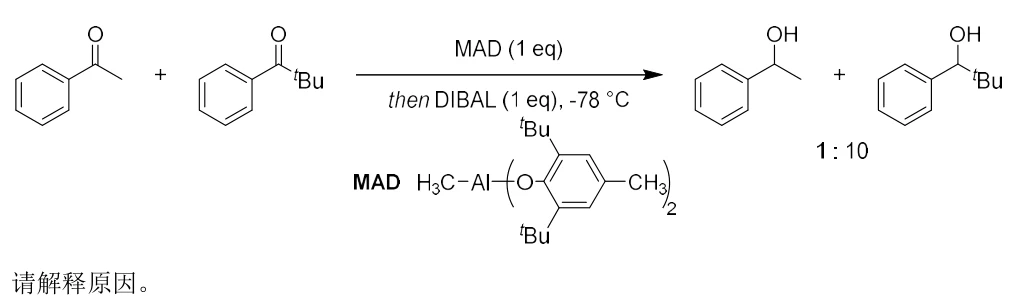 O
O
OH
OH
+
ᵗBu
MAD (1 eq)
then DIBAL (1 eq), -78 °C
+
ᵗBu
1 : 10
ᵗBu
MAD H₃C-Al(O CH₃)₂
ᵗBu
请解释原因。